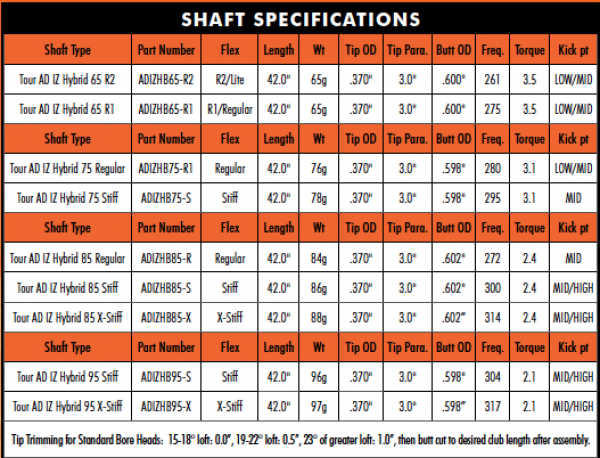 SHAFT SPECIFICATIONS
Shaft Type Part Number Flex Length Wt Tip OD Tip Para. Butt OD Freq. Torque Kick pt
Tour AD IZ Hybrid 65 R2 ADIZHB65-R2 R2/Lite 42.0" 65g .370" 3.0" .600" 261 3.5 LOW/MID
Tour AD IZ Hybrid 65 R1 ADIZHB65-R1 R1/Regular 42.0" 65g .370" 3.0" .600" 275 3.5 LOW/MID
Shaft Type Part Number Flex Length Wt Tip OD Tip Para. Butt OD Freq. Torque Kick pt
Tour AD IZ Hybrid 75 Regular ADIZHB75-R1 Regular 42.0" 76g .370" 3.0" .598" 280 3.1 LOW/MID
Tour AD IZ Hybrid 75 Stiff ADIZHB75-S Stiff 42.0" 78g .370" 3.0" .598" 295 3.1 MID
Shaft Type Part Number Flex Length Wt Tip OD Tip Para. Butt OD Freq. Torque Kick pt
Tour AD IZ Hybrid 85 Regular ADIZHB85-R Regular 42.0" 84g .370" 3.0" .602" 272 2.4 MID
Tour AD IZ Hybrid 85 Stiff ADIZHB85-S Stiff 42.0" 86g .370" 3.0" .602" 300 2.4 MID/HIGH
Tour AD IZ Hybrid 85 X-Stiff ADIZHB85-X X-Stiff 42.0" 88g .370" 3.0" .602" 314 2.4 MID/HIGH
Shaft Type Part Number Flex Length Wt Tip OD Tip Para. Butt OD Freq. Torque Kick pt
Tour AD IZ Hybrid 95 Stiff ADIZHB95-S Stiff 42.0" 96g .370" 3.0" .598" 304 2.1 MID/HIGH
Tour AD IZ Hybrid 95 X-Stiff ADIZHB95-X X-Stiff 42.0" 97g .370" 3.0" .598" 317 2.1 MID/HIGH
Tip Trimming for Standard Bore Heads: 15-18° loft: 0.0", 19-22° loft: 0.5", 23° of greater loft: 1.0", then butt cut to desired club length after assembly.